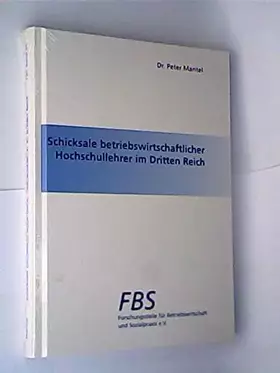 Dr. Peter Mantel
Schicksale betriebswirtschaftlicher
Hochschullehrer im Dritten Reich
FBS
Forschungsstelle für Betriebswirtschaft
und Sozialpraxis e.V.